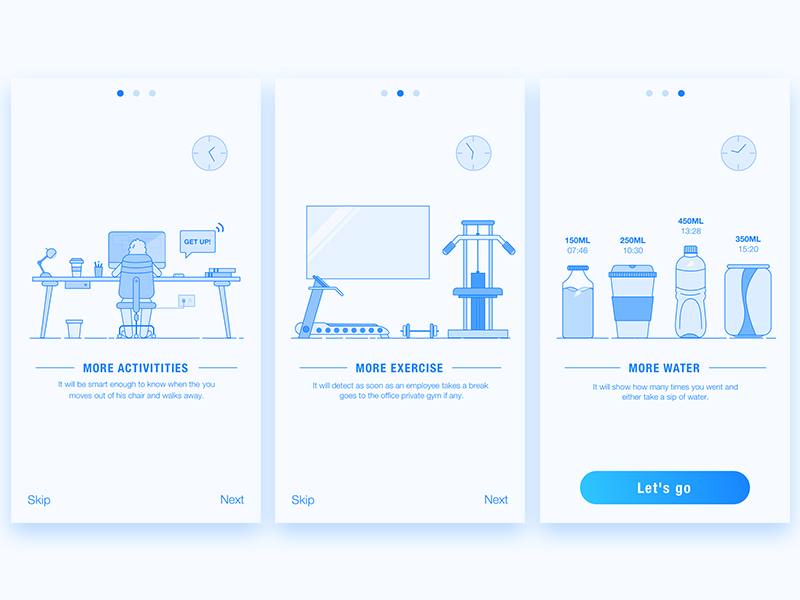 GET UP!
MORE ACTIVITITIES
It will be smart enough to know when the you
moves out of his chair and walks away.
Skip
Next
MORE EXERCISE
It will detect as soon as an employee takes a break
goes to the office private gym if any.
Skip
Next
450ML
13:28
150ML
07:46
250ML
10:30
350ML
15:20
MORE WATER
It will show how many times you went and
either take a sip of water.
Let's go